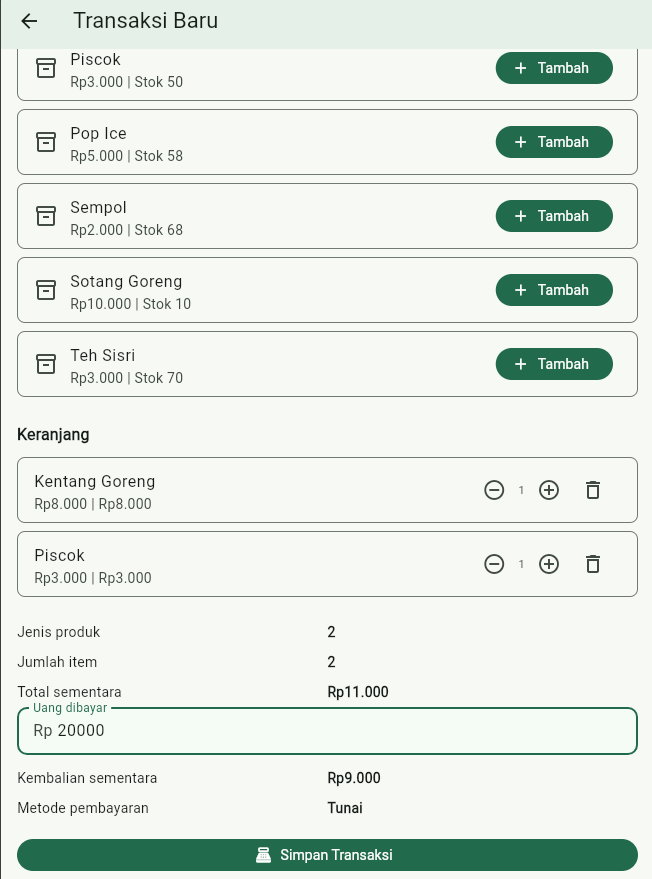 Transaksi Baru
Piscok
Rp3.000 | Stok 50
Tambah
Pop Ice
Rp5.000 | Stok 58
Tambah
Sempol
Rp2.000 | Stok 68
Tambah
Sotang Goreng
Rp10.000 | Stok 10
Tambah
Teh Sisri
Rp3.000 | Stok 70
Tambah
Keranjang
Kentang Goreng
Rp8.000 | Rp8.000
1
Piscok
Rp3.000 | Rp3.000
1
Jenis produk 2
Jumlah item 2
Total sementara Rp11.000
Uang dibayar
Rp 20000
Kembalian sementara Rp9.000
Metode pembayaran Tunai
Simpan Transaksi